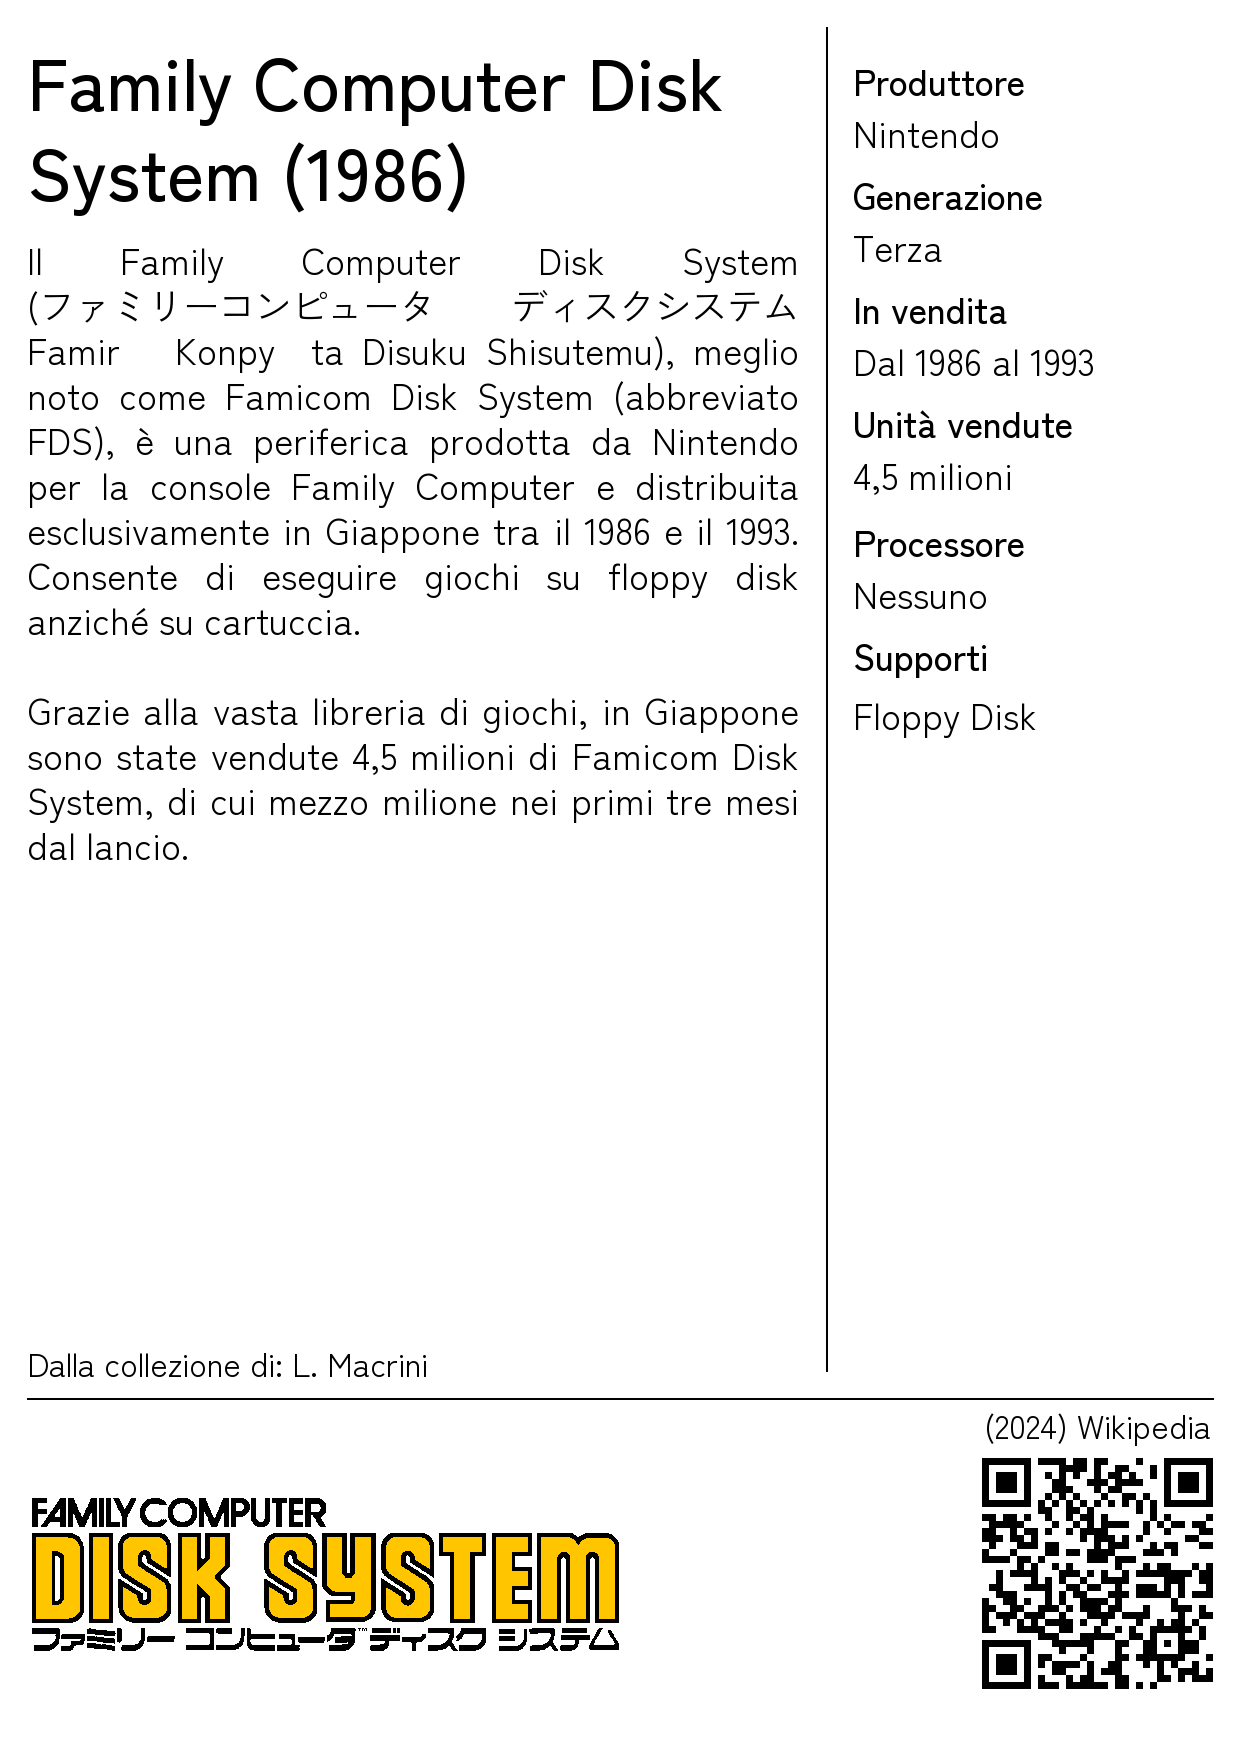 Family Computer Disk
System (1986)
Il Family Computer Disk System
(ファミリーコンピュータ ディスクシステム
Famir Konpy ta Disuku Shisutemu), meglio
noto come Famicom Disk System (abbreviato
FDS), è una periferica prodotta da Nintendo
per la console Family Computer e distribuita
esclusivamente in Giappone tra il 1986 e il 1993.
Consente di eseguire giochi su floppy disk
anziché su cartuccia.
Grazie alla vasta libreria di giochi, in Giappone
sono state vendute 4,5 milioni di Famicom Disk
System, di cui mezzo milione nei primi tre mesi
dal lancio.
Dalla collezione di: L. Macrini
Produttore
Nintendo
Generazione
Terza
In vendita
Dal 1986 al 1993
Unità vendute
4,5 milioni
Processore
Nessuno
Supporti
Floppy Disk
(2024) Wikipedia
FAMILY COMPUTER
DISK SYSTEM
ファミリー コンピュータ™ ディスク システム